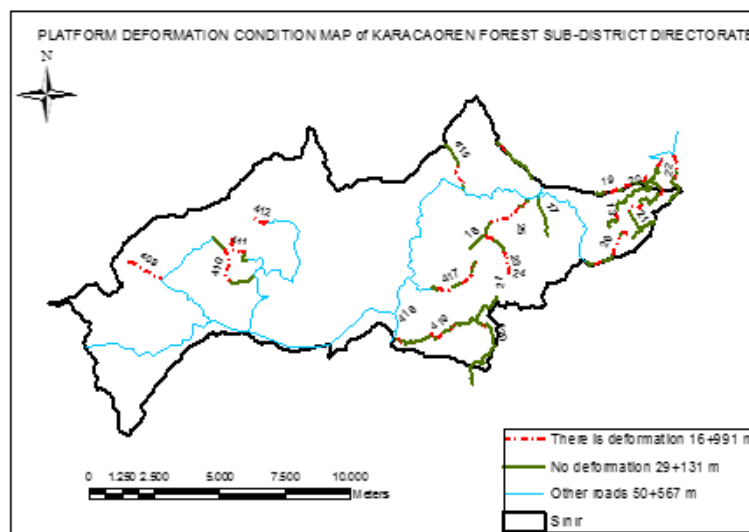 PLATFORM DEFORMATION CONDITION MAP of KARACAOREN FOREST SUB-DISTRICT DIRECTORATE
N
415
412
411
410
409
19
20
22
17
18
417
24
21
418
419
0 1.250 2.500 5.000 7.500 10.000
Meters
There is deformation 16+991 m
No deformation 29+131 m
Other roads 50+567 m
Sınır